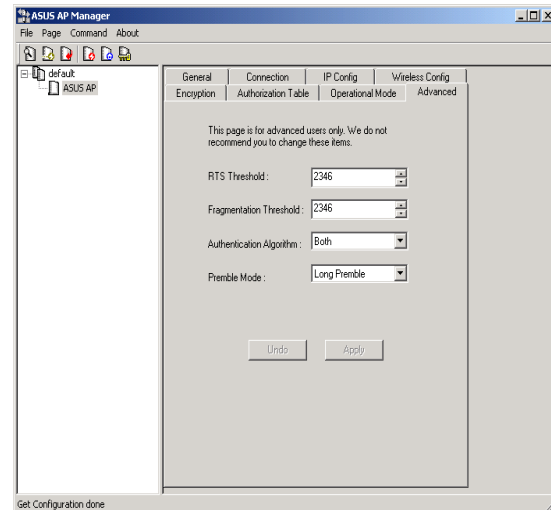 ASUS AP Manager
File Page Command About
default
ASUS AP
General Connection IP Config Wireless Config
Encryption Authorization Table Operational Mode Advanced
This page is for advanced users only. We do not
recommend you to change these items.
RTS Threshold : 2346
Fragmentation Threshold : 2346
Authentication Algorithm : Both
Premble Mode : Long Premble
Undo Apply
Get Configuration done